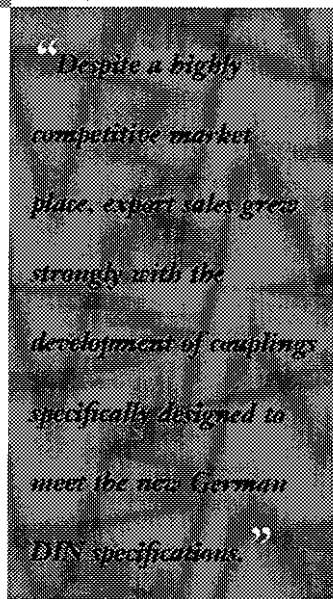 “Despite a highly
competitive market
place, export sales grew
strongly with the
development of couplings
specifically designed to
meet the new German
DIN specifications.”